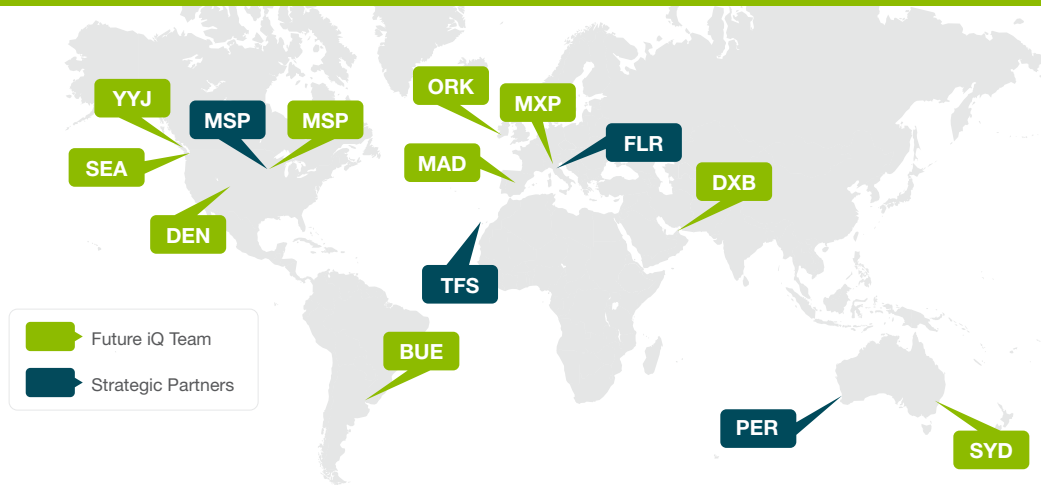 YYJ
MSP
MSP
SEA
DEN
ORK
MXP
FLR
MAD
DXB
TFS
BUE
PER
SYD
Future iQ Team
Strategic Partners